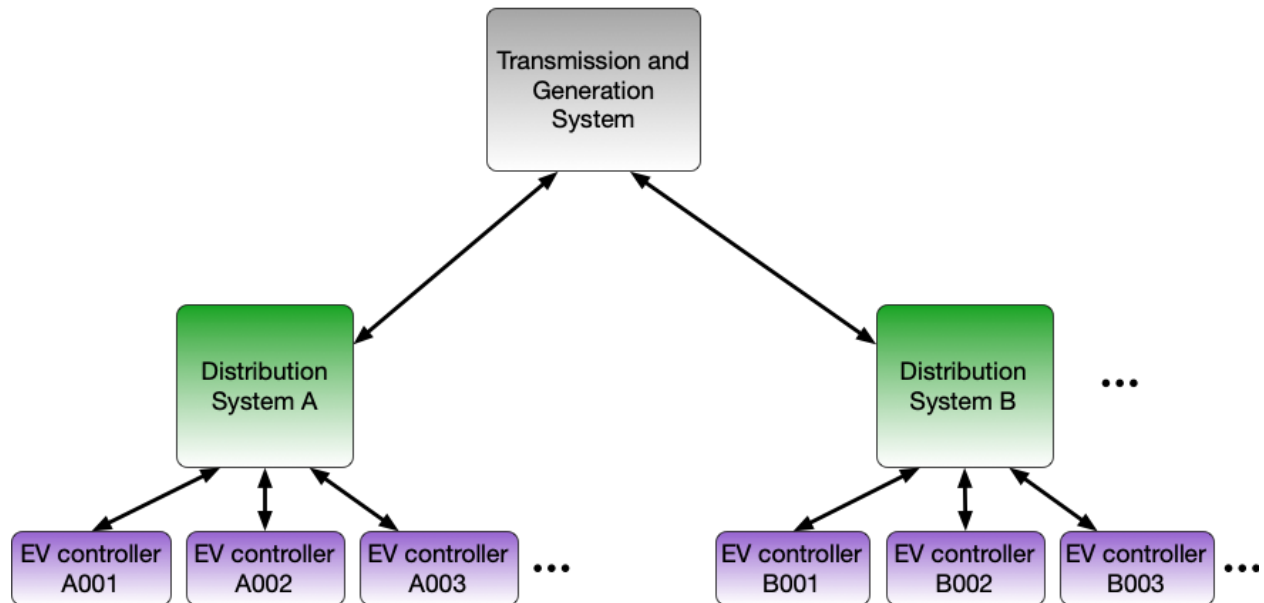 Transmission and
Generation
System
Distribution
System A
Distribution
System B
...
EV controller
A001
EV controller
A002
EV controller
A003
...
EV controller
B001
EV controller
B002
EV controller
B003
...